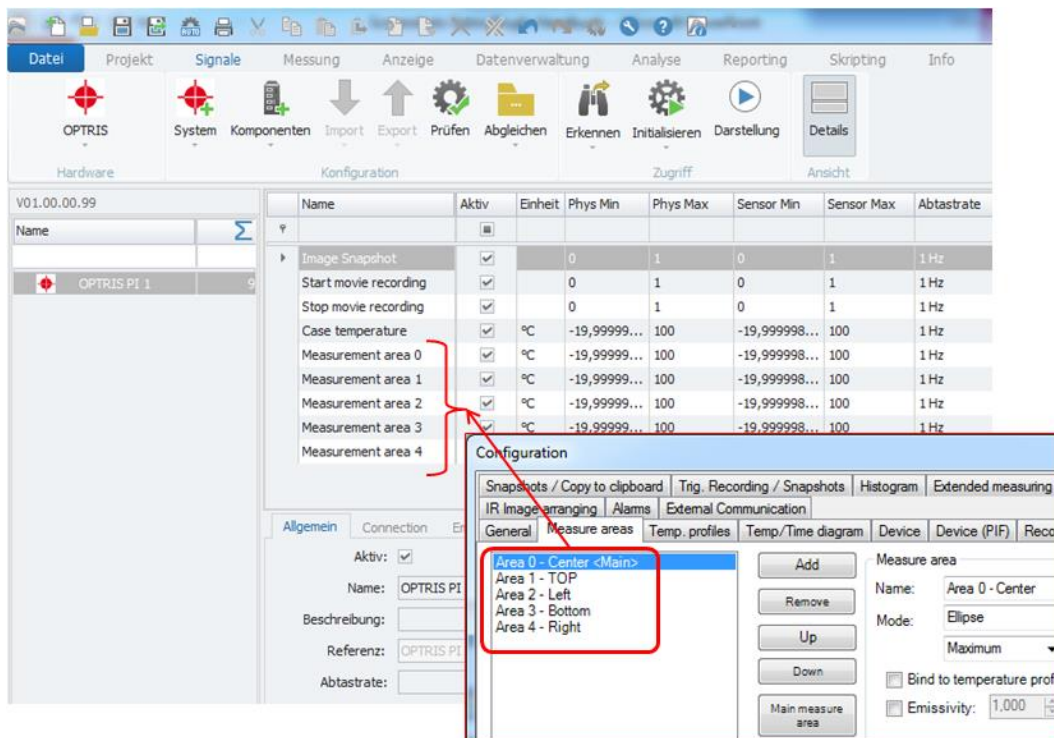 Datei Projekt Signale Messung Anzeige Datenverwaltung Analyse Reporting Skripting Info
OPTRIS System Komponenten Import Export Prüfen Abgleichen Erkennen Initialisieren Darstellung Details
Hardware Konfiguration Zugriff Ansicht
V01.00.00.99
Name Σ
OPTRIS PI 1 9
Name Aktiv Einheit Phys Min Phys Max Sensor Min Sensor Max Abtastrate
Image Snapshot 0 1 0 1 1 Hz
Start movie recording 0 1 0 1 1 Hz
Stop movie recording 0 1 0 1 1 Hz
Case temperature °C -19,99999... 100 -19,999998... 100 1 Hz
Measurement area 0 °C -19,99999... 100 -19,999998... 100 1 Hz
Measurement area 1 °C -19,99999... 100 -19,999998... 100 1 Hz
Measurement area 2 °C -19,99999... 100 -19,999998... 100 1 Hz
Measurement area 3 °C -19,99999... 100 -19,999998... 100 1 Hz
Measurement area 4
Allgemein Connection
Aktiv:
Name: OPTRIS PI
Beschreibung:
Referenz: OPTRIS PI
Abtastrate:
Configuration
Snapshots / Copy to clipboard Trig. Recording / Snapshots Histogram Extended measuring
IR Image arranging Alarms External Communication
General Measure areas Temp. profiles Temp/Time diagram Device Device (PIF)
Area 0 - Center <Main>
Area 1 - TOP
Area 2 - Left
Area 3 - Bottom
Area 4 - Right
Add
Remove
Up
Down
Main measure
area
Measure area
Name: Area 0 - Center
Mode: Ellipse
Maximum
Bind to temperature
Emissivity: 1,000